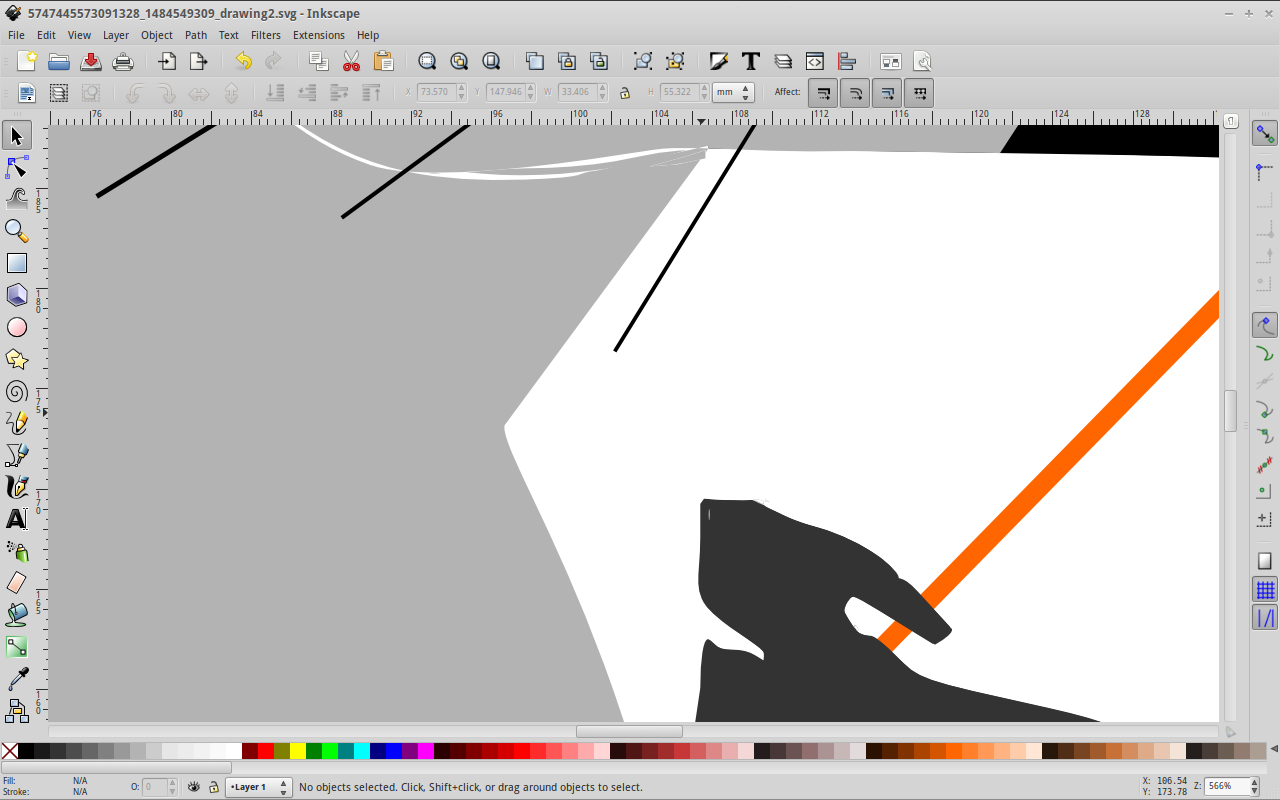 5747445573091328_1484549309_drawing2.svg - Inkscape
File Edit View Layer Object Path Text Filters Extensions Help
X 73.570 Y 147.946 W 33.406 H 55.322 mm Affect:
76 80 84 88 92 96 100 104 108 112 116 120 124 128
185
180
175
170
165
160
Fill: N/A
Stroke: N/A
O: 0
•Layer 1
No objects selected. Click, Shift+click, or drag around objects to select.
X: 106.54
Y: 173.78
Z: 566%